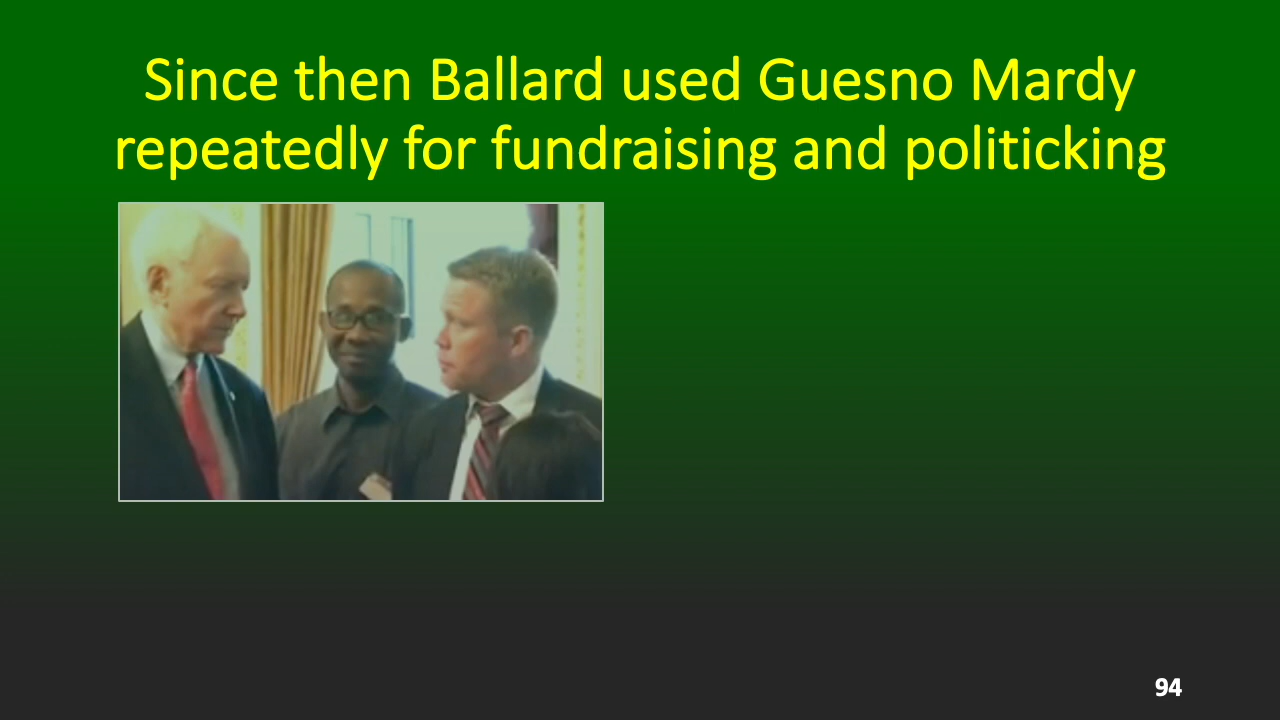 Since then Ballard used Guesno Mardy
repeatedly for fundraising and politicking
94